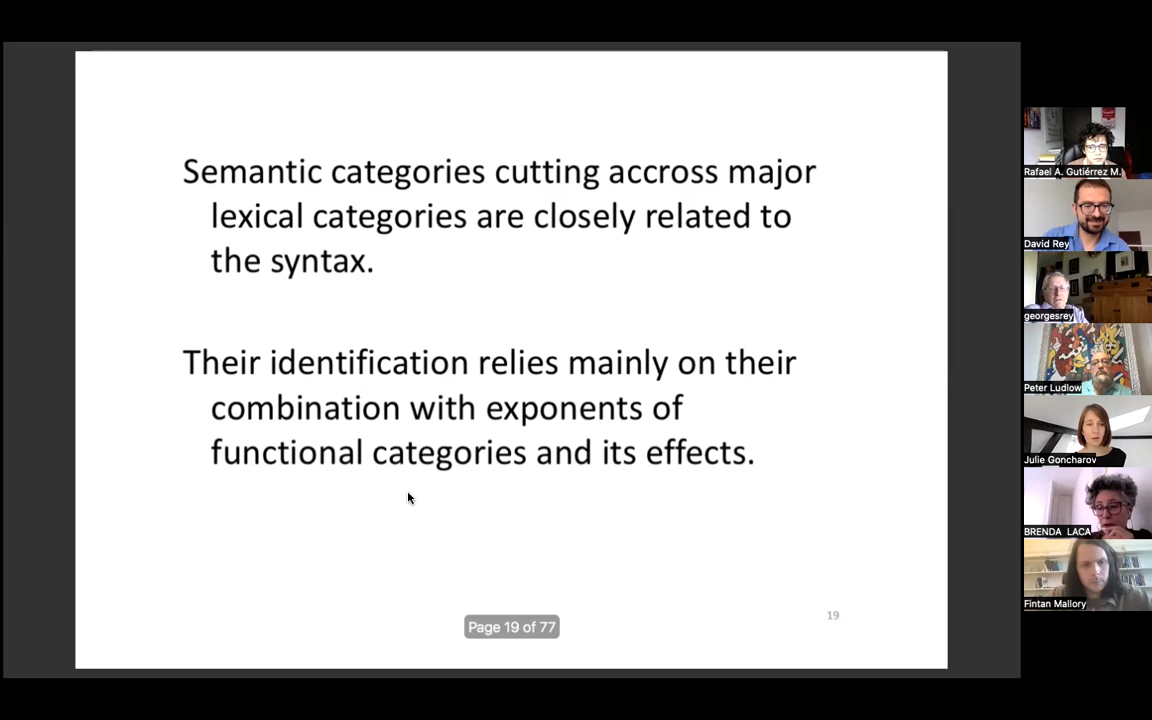 Semantic categories cutting accross major
lexical categories are closely related to
the syntax.
Their identification relies mainly on their
combination with exponents of
functional categories and its effects.
19
Page 19 of 77
Rafael A. Gutiérrez M.
David Rey
georgesrey
Peter Ludlow
Julie Goncharov
BRENDA LACA
Fintan Mallory